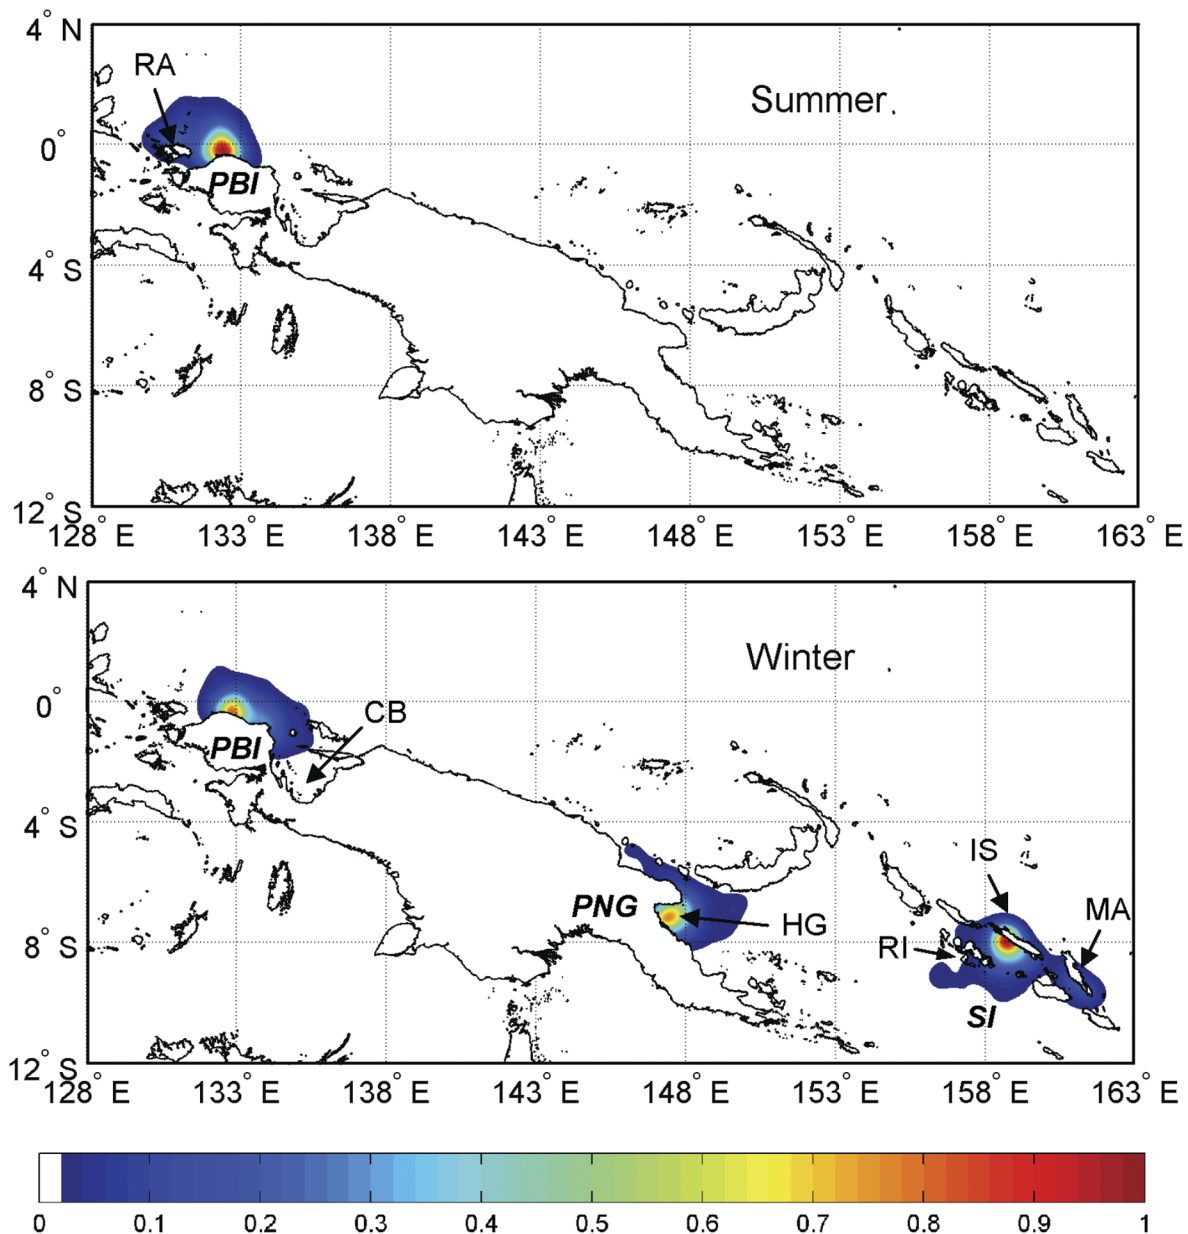 4° N
RA
Summer
0°
PBI
4° S
8° S
12° S
128° E 133° E 138° E 143° E 148° E 153° E 158° E 163° E
4° N
Winter
0°
CB
PBI
4° S
IS
PNG
HG
MA
8° S
RI
SI
12° S
128° E 133° E 138° E 143° E 148° E 153° E 158° E 163° E
0 0.1 0.2 0.3 0.4 0.5 0.6 0.7 0.8 0.9 1